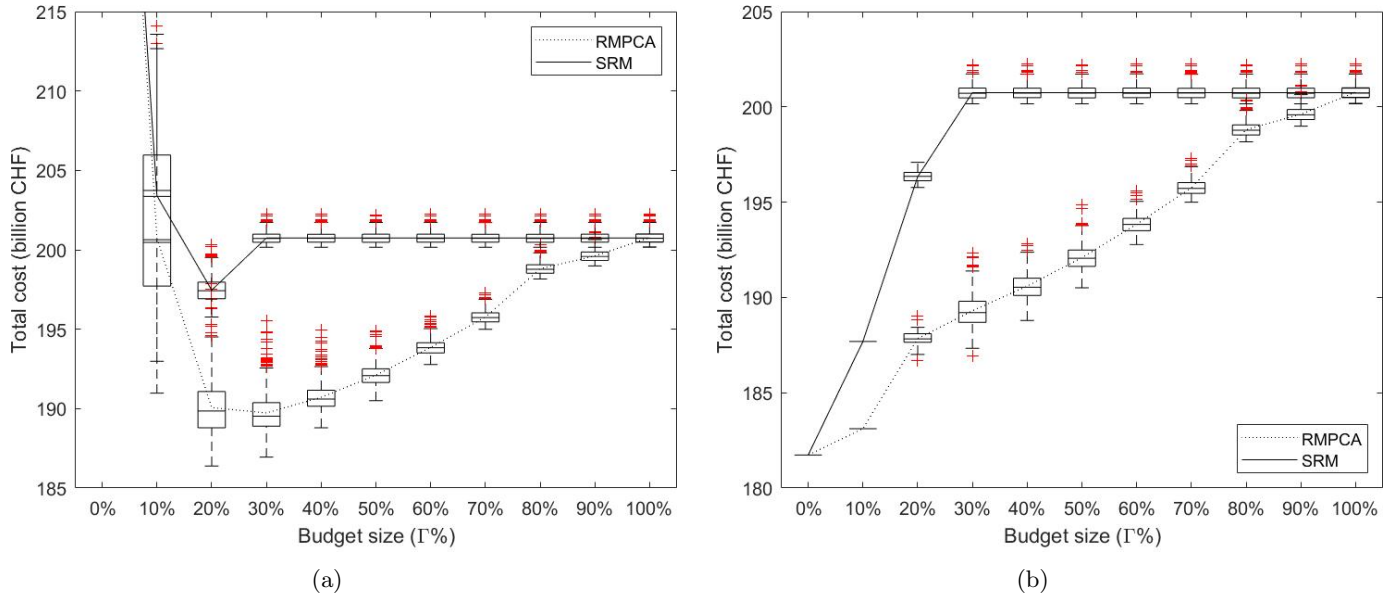 215
210
205
200
195
190
185
Total cost (billion CHF)
0% 10% 20% 30% 40% 50% 60% 70% 80% 90% 100%
Budget size (Γ%)
RMPCA
SRM
(a)
205
200
195
190
185
180
Total cost (billion CHF)
0% 10% 20% 30% 40% 50% 60% 70% 80% 90% 100%
Budget size (Γ%)
RMPCA
SRM
(b)